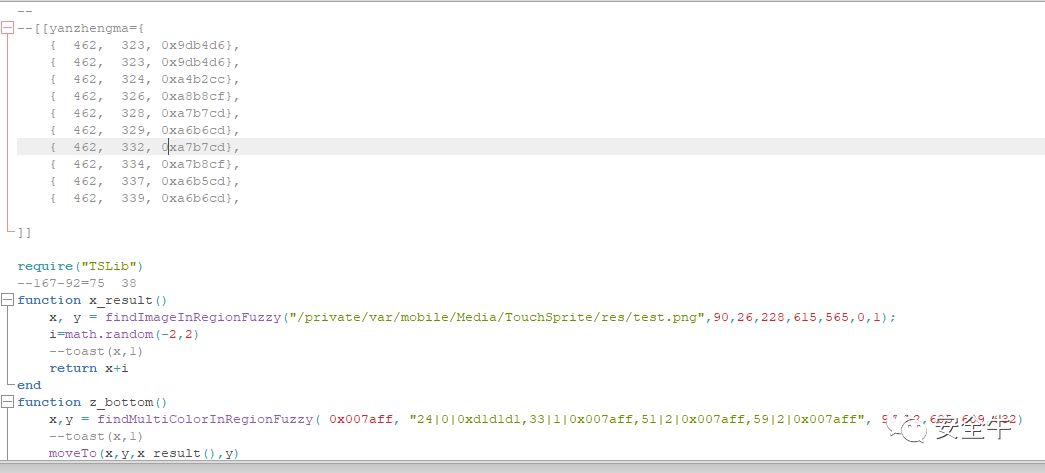 --
--[[yanzhengma={
{  462,  323, 0x9db4d6},
{  462,  323, 0x9db4d6},
{  462,  324, 0xa4b2cc},
{  462,  326, 0xa8b8cf},
{  462,  328, 0xa7b7cd},
{  462,  329, 0xa6b6cd},
{  462,  332, 0xa7b7cd},
{  462,  334, 0xa7b8cf},
{  462,  337, 0xa6b5cd},
{  462,  339, 0xa6b6cd},
]]
require("TSLib")
--167-92=75  38
function x_result()
x, y = findImageInRegionFuzzy("/private/var/mobile/Media/TouchSprite/res/test.png",90,26,228,615,565,0,1);
i=math.random(-2,2)
--toast(x,1)
return x+i
end
function z_bottom()
x,y = findMultiColorInRegionFuzzy( 0x007aff, "24|0|0xd1d1d1,33|1|0x007aff,51|2|0x007aff,59|2|0x007aff",
安全牛
--toast(x,1)
moveTo(x,y,x_result(),y)